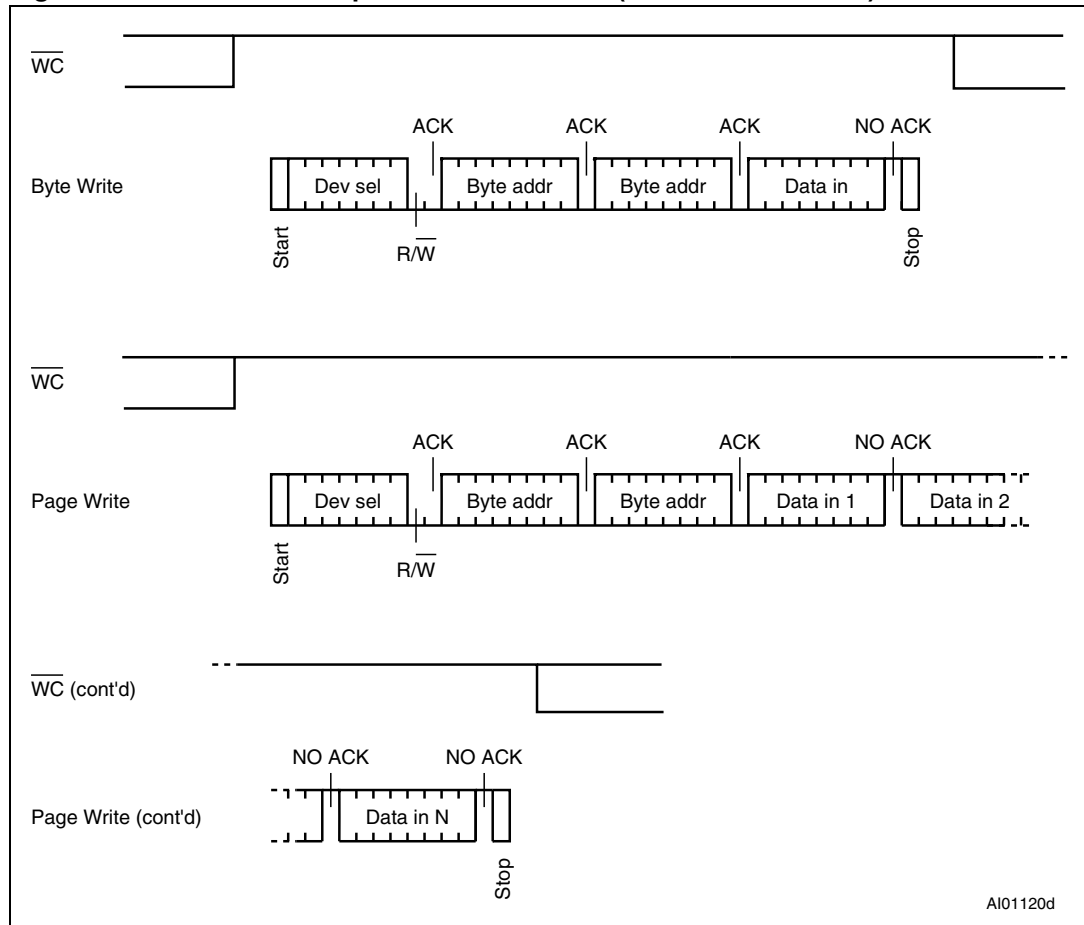 WC
ACK ACK ACK NO ACK
Byte Write Dev sel Byte addr Byte addr Data in
Start R/W Stop
WC
ACK ACK ACK NO ACK
Page Write Dev sel Byte addr Byte addr Data in 1 Data in 2
Start R/W
WC (cont'd)
NO ACK NO ACK
Page Write (cont'd) Data in N
Stop
AI01120d